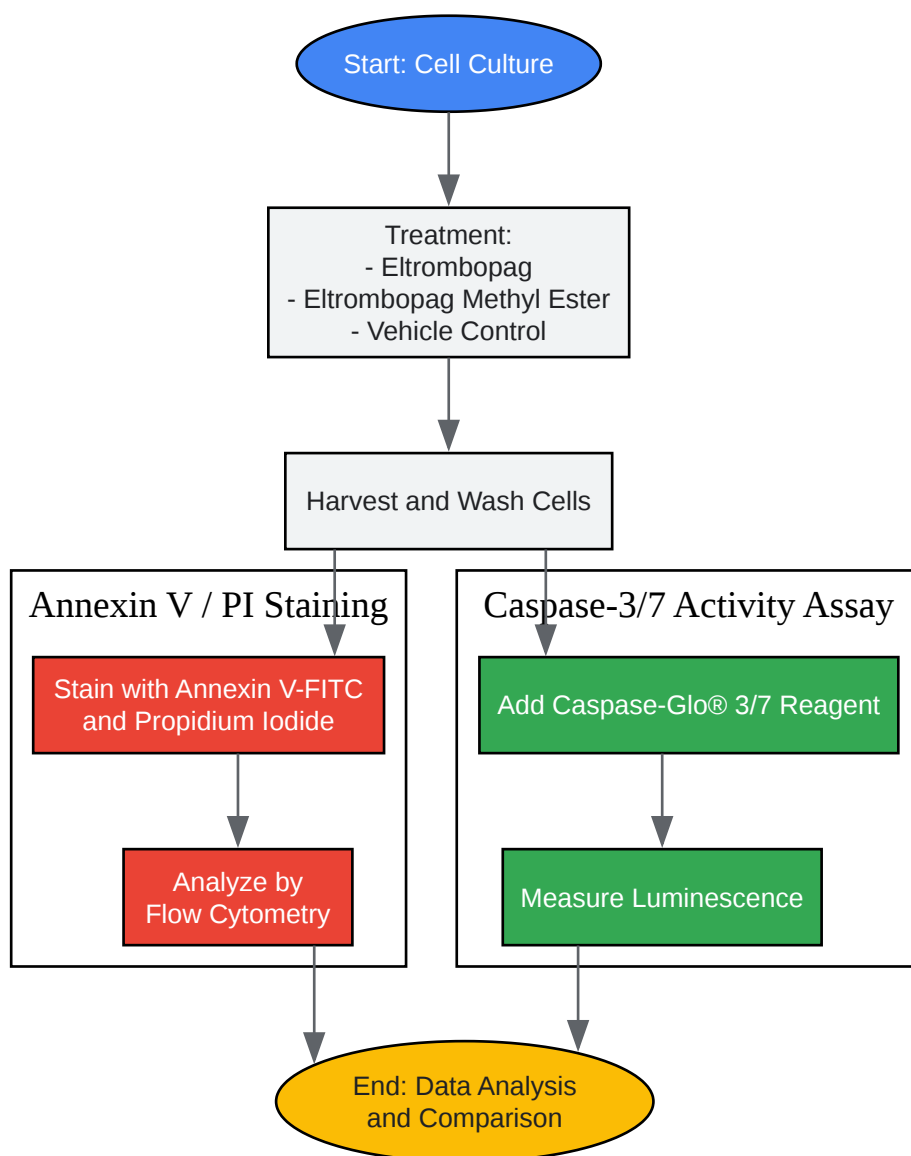 Start: Cell Culture
Treatment:
- Eltrombopag
- Eltrombopag Methyl Ester
- Vehicle Control
Harvest and Wash Cells
Annexin V / PI Staining
Stain with Annexin V-FITC
and Propidium Iodide
Analyze by
Flow Cytometry
Caspase-3/7 Activity Assay
Add Caspase-Glo® 3/7 Reagent
Measure Luminescence
End: Data Analysis
and Comparison